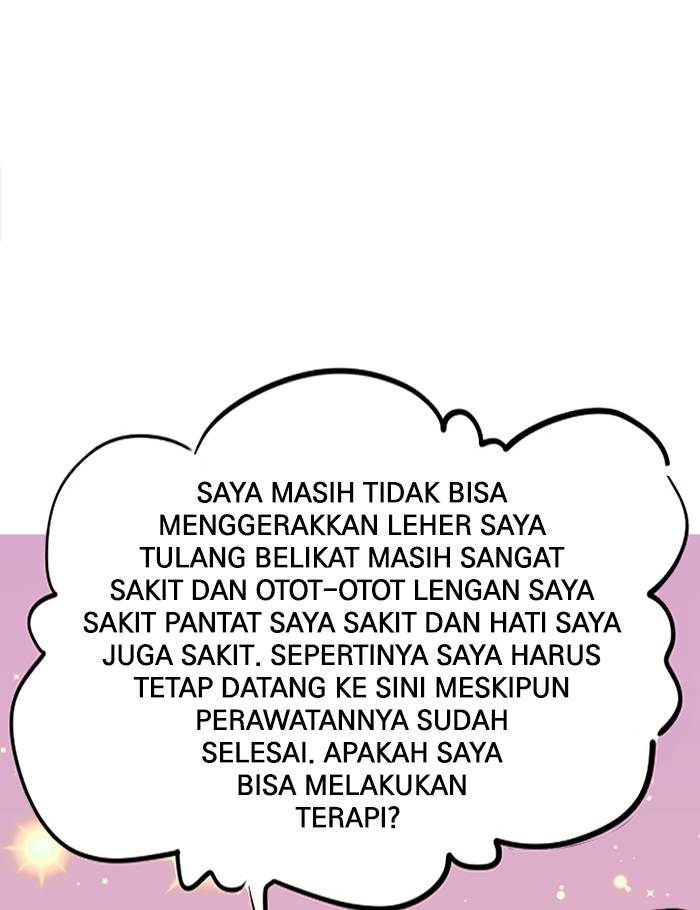 SAYA MASIH TIDAK BISA
MENGGERAKKAN LEHER SAYA
TULANG BELIKAT MASIH SANGAT
SAKIT DAN OTOT-OTOT LENGAN SAYA
SAKIT PANTAT SAYA SAKIT DAN HATI SAYA
JUGA SAKIT. SEPERTINYA SAYA HARUS
TETAP DATANG KE SINI MESKIPUN
PERAWATANNYA SUDAH
SELESAI. APAKAH SAYA
BISA MELAKUKAN
TERAPI?